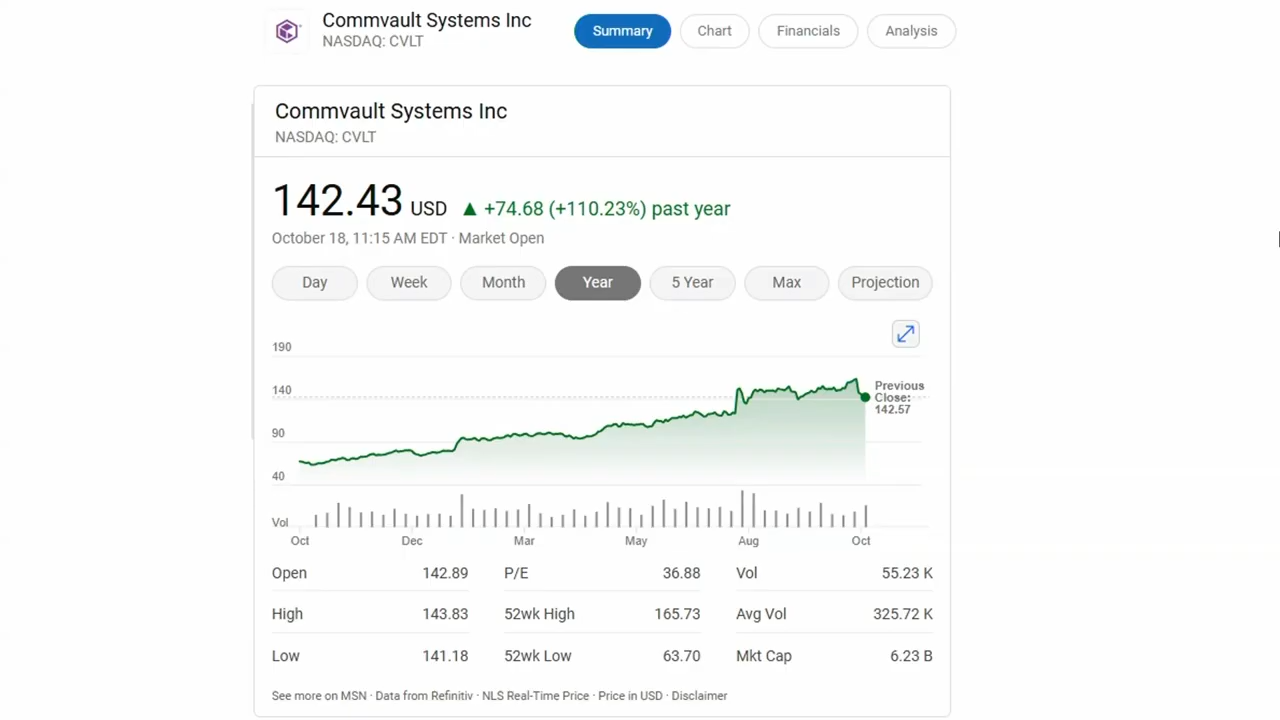 Commvault Systems Inc
NASDAQ: CVLT
Summary
Chart
Financials
Analysis
Commvault Systems Inc
NASDAQ: CVLT
142.43 USD ▲ +74.68 (+110.23%) past year
October 18, 11:15 AM EDT · Market Open
Day
Week
Month
Year
5 Year
Max
Projection
190
140
90
40
Previous
Close:
142.57
Vol
Oct Dec Mar May Aug Oct
Open 142.89 P/E 36.88 Vol 55.23 K
High 143.83 52wk High 165.73 Avg Vol 325.72 K
Low 141.18 52wk Low 63.70 Mkt Cap 6.23 B
See more on MSN · Data from Refinitiv · NLS Real-Time Price · Price in USD · Disclaimer